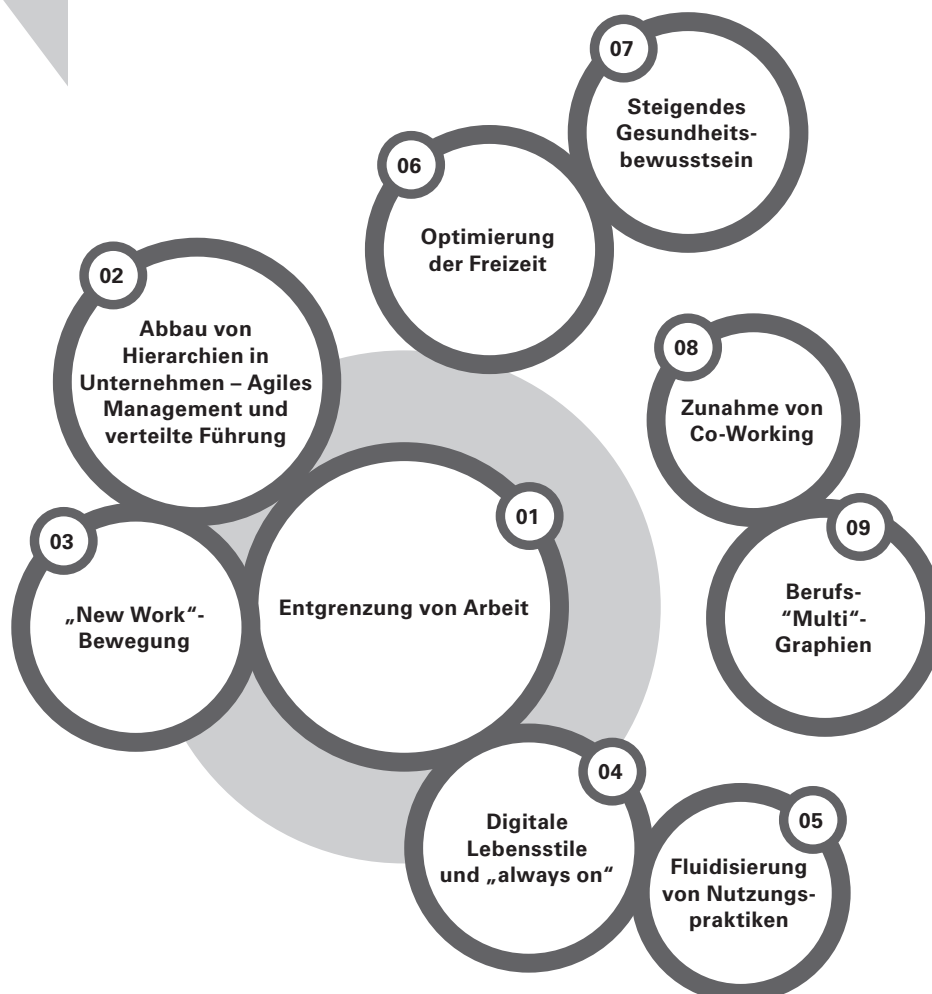 07
Steigendes
Gesundheits-
bewusstsein
06
Optimierung
der Freizeit
02
Abbau von
Hierarchien in
Unternehmen – Agiles
Management und
verteilte Führung
08
Zunahme von
Co-Working
01
Entgrenzung von Arbeit
03
„New Work“-
Bewegung
09
Berufs-
“Multi“-
Graphien
04
Digitale
Lebensstile
und „always on“
05
Fluidisierung
von Nutzungs-
praktiken